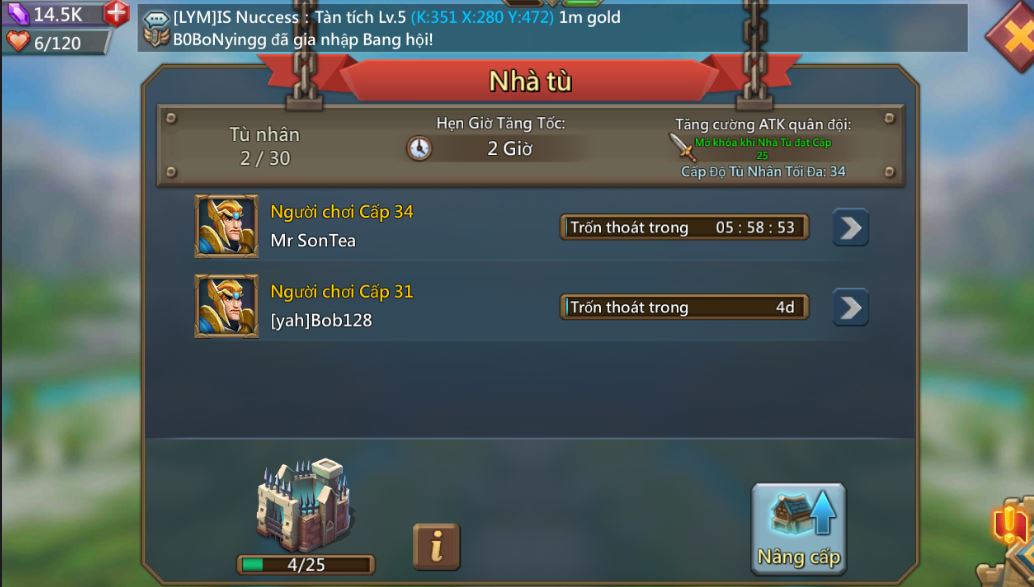 14.5K
6/120
[LYM]IS Nuccess : Tàn tích Lv.5 (K:351 X:280 Y:472) 1m gold
B0BoNyingg đã gia nhập Bang hội!
Nhà tù
Tù nhân
2 / 30
Hẹn Giờ Tăng Tốc:
2 Giờ
Tăng cường ATK quân đội:
Mở khóa khi Nhà Tù đạt Cấp
25
Cấp Độ Tù Nhân Tối Đa: 34
Người chơi Cấp 34
Mr SonTea
Trốn thoát trong 05 : 58 : 53
Người chơi Cấp 31
[yah]Bob128
Trốn thoát trong 4d
4/25
i
Nâng cấp